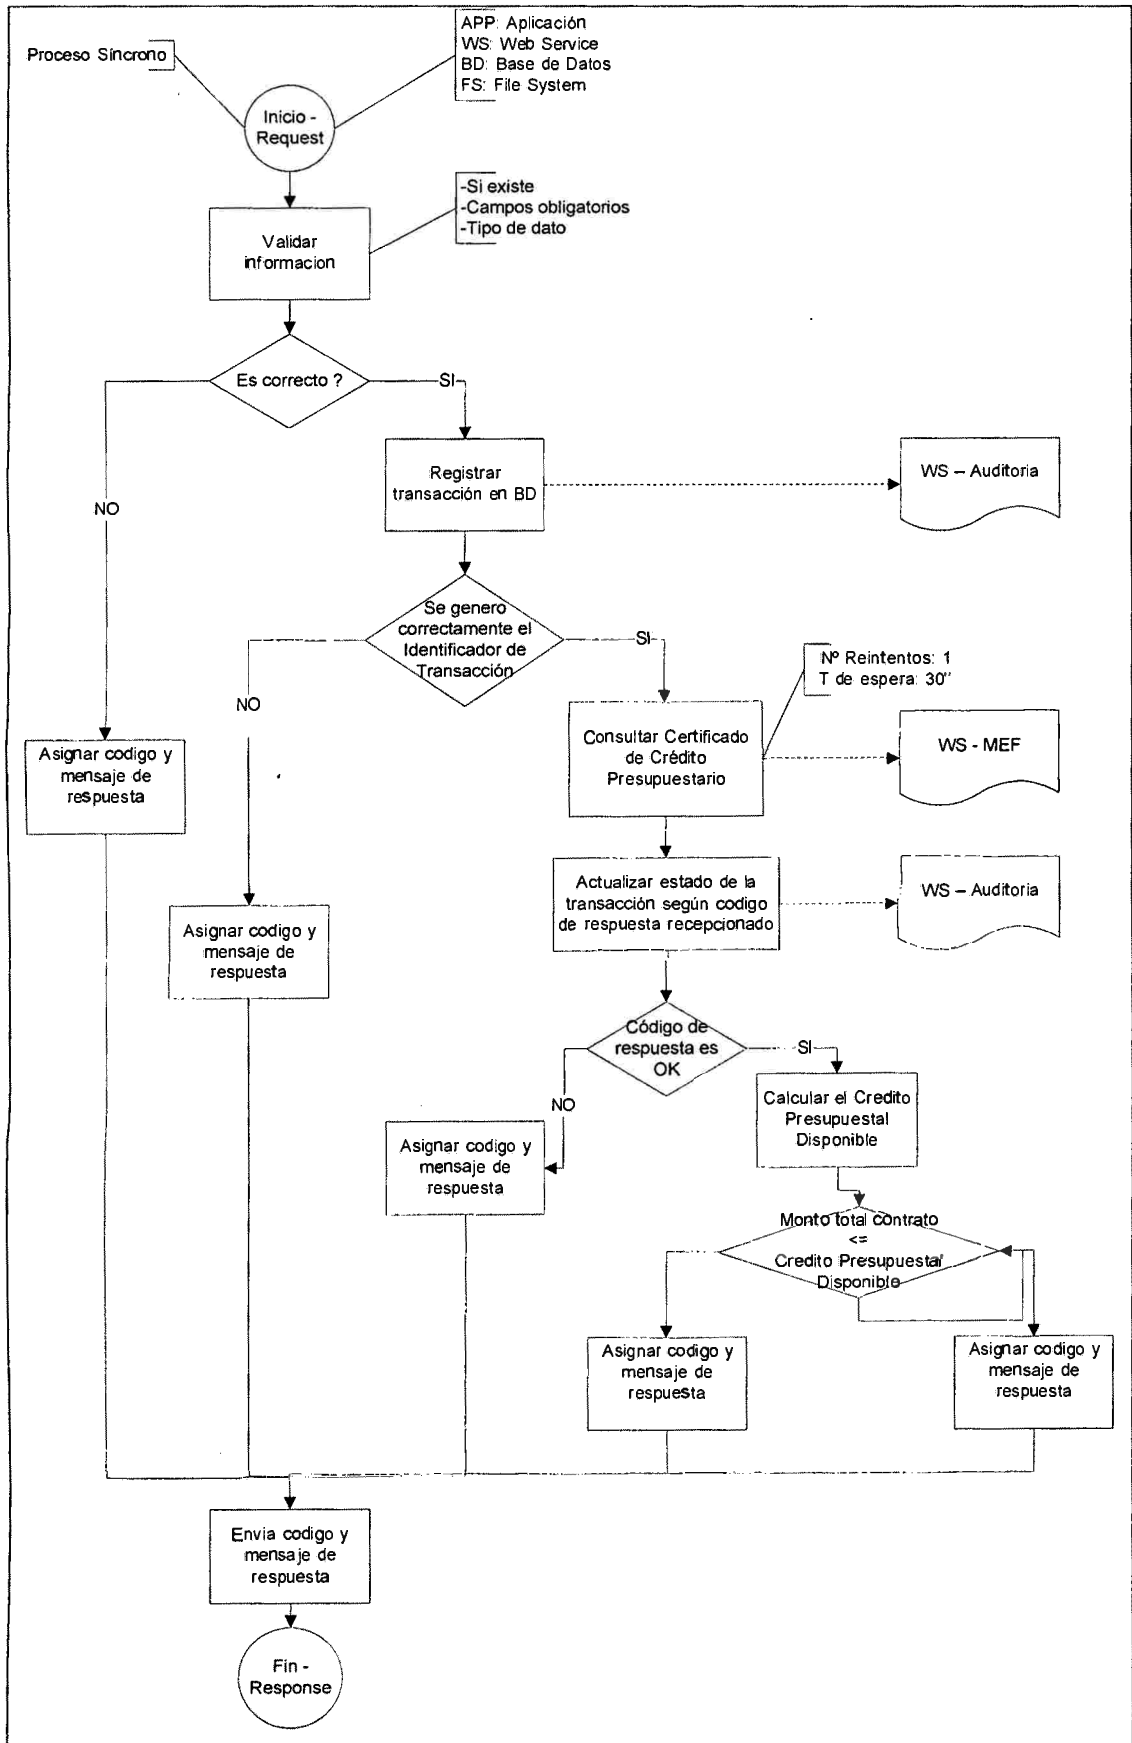 APP: Aplicación
Proceso Síncrono
WS: Web Service
BD: Base de Datos
FS: File System
Inicio -
Request
-Si existe
-Campos obligatorios
-Tipo de dato
Validar
informacion
Es correcto ?
SI
NO
Registrar
transacción en BD
WS – Auditoria
Se genero
correctamente el
Identificador de
Transacción
SI
NO
Nº Reintentos: 1
T de espera: 30"
Asignar codigo y
mensaje de
respuesta
Consultar Certificado
de Crédito
Presupuestario
WS - MEF
Actualizar estado de la
transacción según codigo
de respuesta recepcionado
WS – Auditoria
Asignar codigo y
mensaje de
respuesta
Código de
respuesta es
OK
SI
NO
Calcular el Credito
Presupuestal
Disponible
Asignar codigo y
mensaje de
respuesta
Monto total contrato
<=
Credito Presupuestal
Disponible
Asignar codigo y
mensaje de
respuesta
Asignar codigo y
mensaje de
respuesta
Envia codigo y
mensaje de
respuesta
Fin -
Response